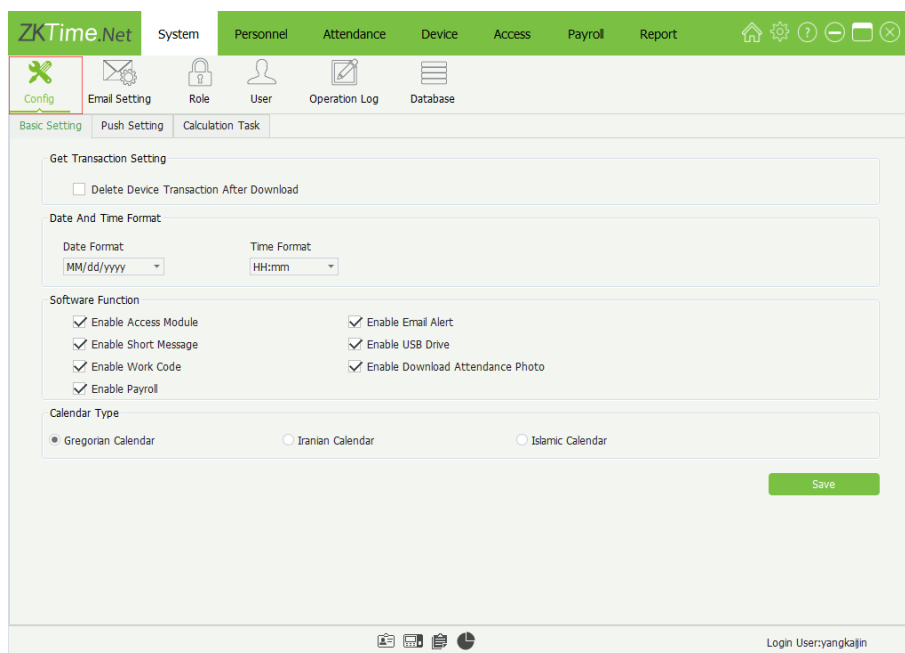 ZKTime.Net System Personnel Attendance Device Access Payroll Report
Config Email Setting Role User Operation Log Database
Basic Setting Push Setting Calculation Task
Get Transaction Setting
Delete Device Transaction After Download
Date And Time Format
Date Format Time Format
MM/dd/yyyy HH:mm
Software Function
Enable Access Module Enable Email Alert
Enable Short Message Enable USB Drive
Enable Work Code Enable Download Attendance Photo
Enable Payroll
Calendar Type
Gregorian Calendar Iranian Calendar Islamic Calendar
Save
Login User:yangkaijin